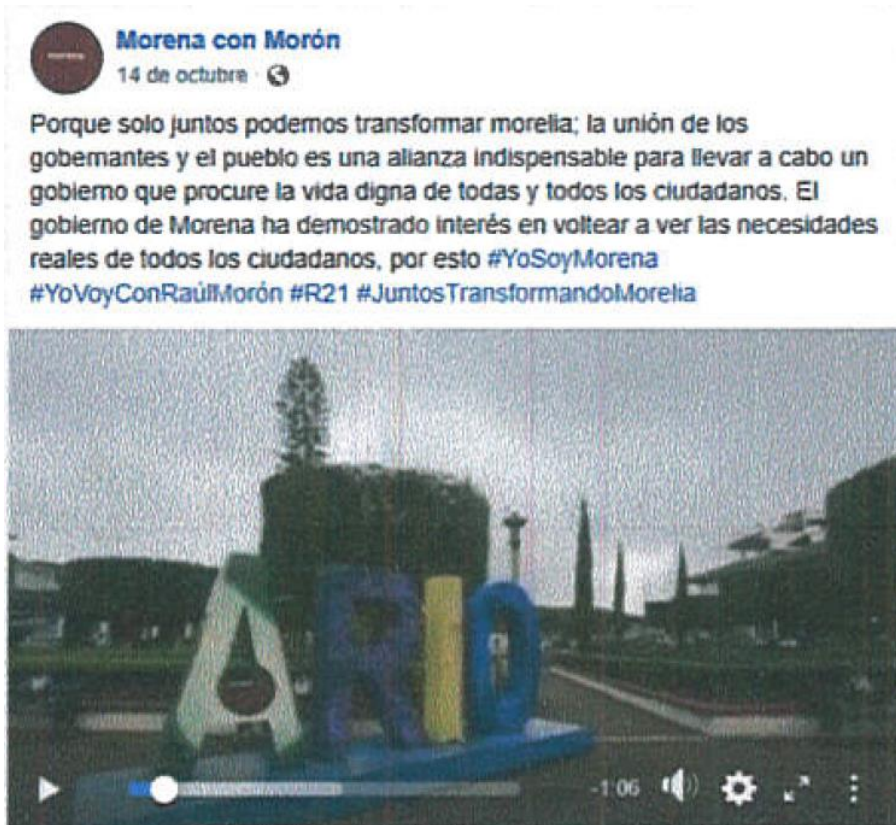 Morena con Morón
14 de octubre ·
Porque solo juntos podemos transformar morelia; la unión de los
gobernantes y el pueblo es una alianza indispensable para llevar a cabo un
gobierno que procure la vida digna de todas y todos los ciudadanos. El
gobierno de Morena ha demostrado interés en voltear a ver las necesidades
reales de todos los ciudadanos, por esto #YoSoyMorena
#YoVoyConRaúlMorón #R21 #JuntosTransformandoMorelia
ARIO
-1:06